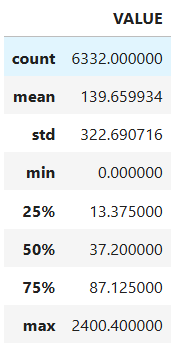 VALUE
count 6332.000000
mean 139.659934
std 322.690716
min 0.000000
25% 13.375000
50% 37.200000
75% 87.125000
max 2400.400000